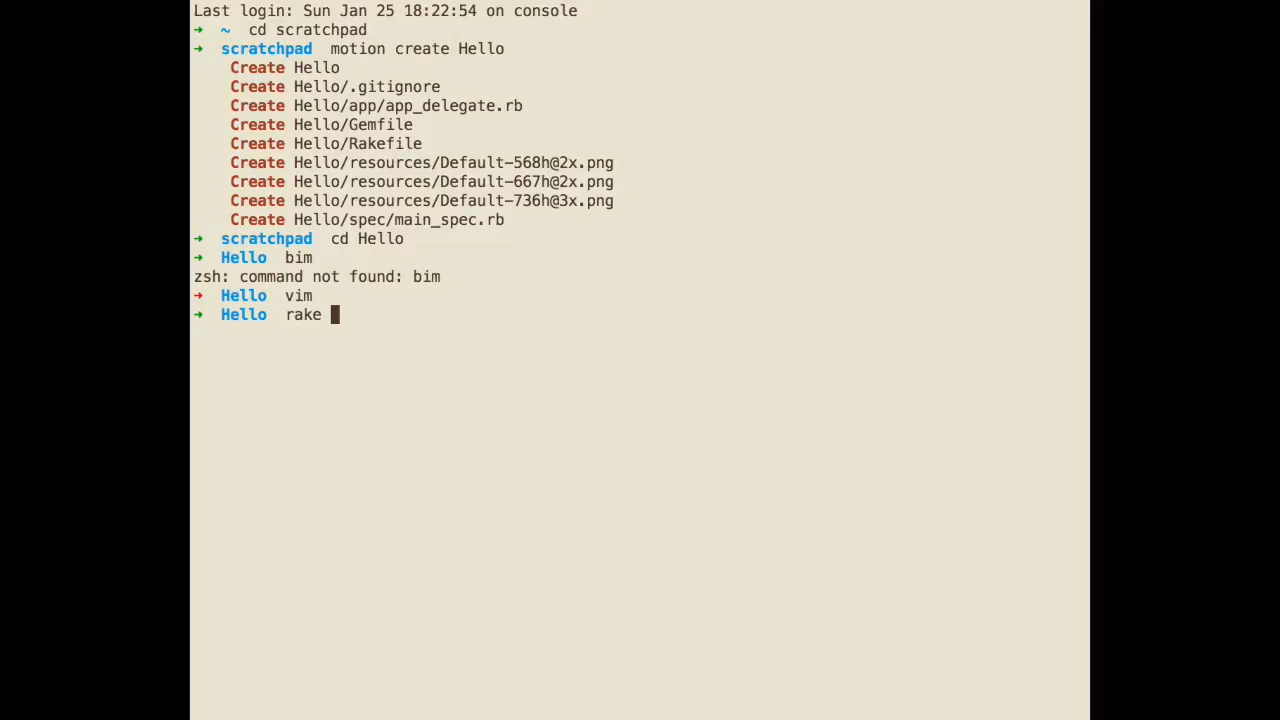 Last login: Sun Jan 25 18:22:54 on console
→ ~ cd scratchpad
→ scratchpad motion create Hello
Create Hello
Create Hello/.gitignore
Create Hello/app/app_delegate.rb
Create Hello/Gemfile
Create Hello/Rakefile
Create Hello/resources/Default-568h@2x.png
Create Hello/resources/Default-667h@2x.png
Create Hello/resources/Default-736h@3x.png
Create Hello/spec/main_spec.rb
→ scratchpad cd Hello
→ Hello bim
zsh: command not found: bim
→ Hello vim
→ Hello rake